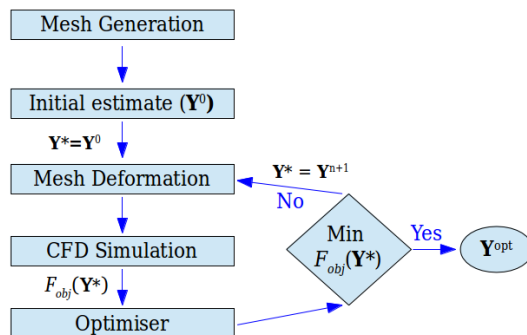 Mesh Generation
Initial estimate (Y⁰)
Y*=Y⁰
Mesh Deformation
Y* = Yⁿ⁺¹
No
CFD Simulation
Min
F_obj(Y*)
Yes
Y^opt
F_obj(Y*)
Optimiser